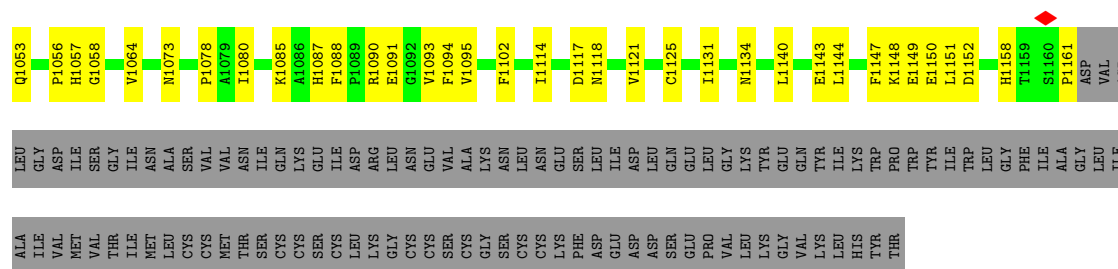 Q1053 P1056 H1057 G1058 V1064 N1073 P1078 A1079 I1080 K1085 A1086 H1087 F1088 P1089 R1090 E1091 G1092 V1093 F1094 V1095 F1102 I1114 D1117 N1118 V1121 C1125 I1131 N1134 L1140 E1143 L1144 F1147 K1148 E1149 E1150 L1151 D1152 H1158 T1159 S1160 P1161 ASP VAL
LEU GLY ASP ILE SER GLY ILE ASN ALA SER VAL VAL ASN ILE GLN LYS GLU ILE ASP ARG LEU ASN GLU VAL ALA LYS ASN LEU ASN GLU SER LEU ILE ASP LEU GLN GLU LEU GLY LYS TYR GLU GLN TYR ILE LYS TRP PRO TRP TYR ILE TRP LEU GLY PHE ILE ALA GLY LEU ILE
ALA ILE VAL MET VAL THR ILE MET LEU CYS CYS MET THR SER CYS CYS SER CYS LEU LYS GLY CYS CYS SER CYS GLY SER CYS CYS LYS PHE ASP GLU ASP ASP SER GLU PRO VAL LEU LYS GLY VAL LYS LEU HIS TYR THR